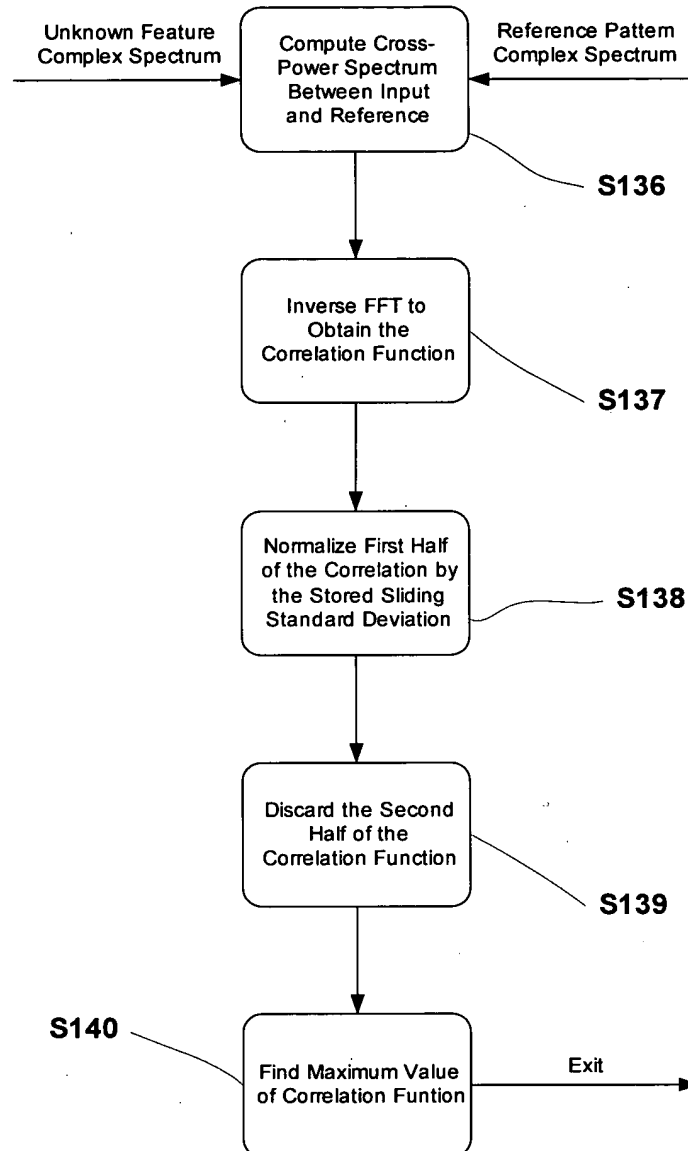 Unknown Feature
Complex Spectrum
Compute Cross-
Power Spectrum
Between Input
and Reference
Reference Pattern
Complex Spectrum
S136
Inverse FFT to
Obtain the
Correlation Function
S137
Normalize First Half
of the Correlation by
the Stored Sliding
Standard Deviation
S138
Discard the Second
Half of the
Correlation Function
S139
S140
Find Maximum Value
of Correlation Funtion
Exit